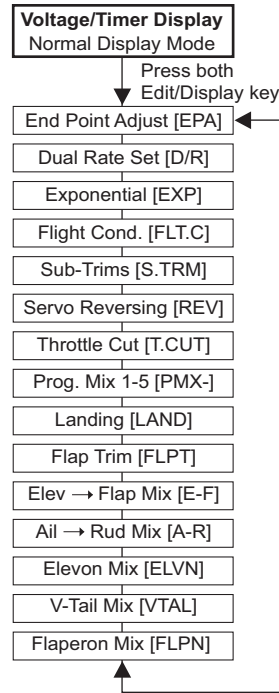 Voltage/Timer Display
Normal Display Mode
Press both
Edit/Display key
End Point Adjust [EPA]
Dual Rate Set [D/R]
Exponential [EXP]
Flight Cond. [FLT.C]
Sub-Trims [S.TRM]
Servo Reversing [REV]
Throttle Cut [T.CUT]
Prog. Mix 1-5 [PMX-]
Landing [LAND]
Flap Trim [FLPT]
Elev → Flap Mix [E-F]
Ail → Rud Mix [A-R]
Elevon Mix [ELVN]
V-Tail Mix [VTAL]
Flaperon Mix [FLPN]